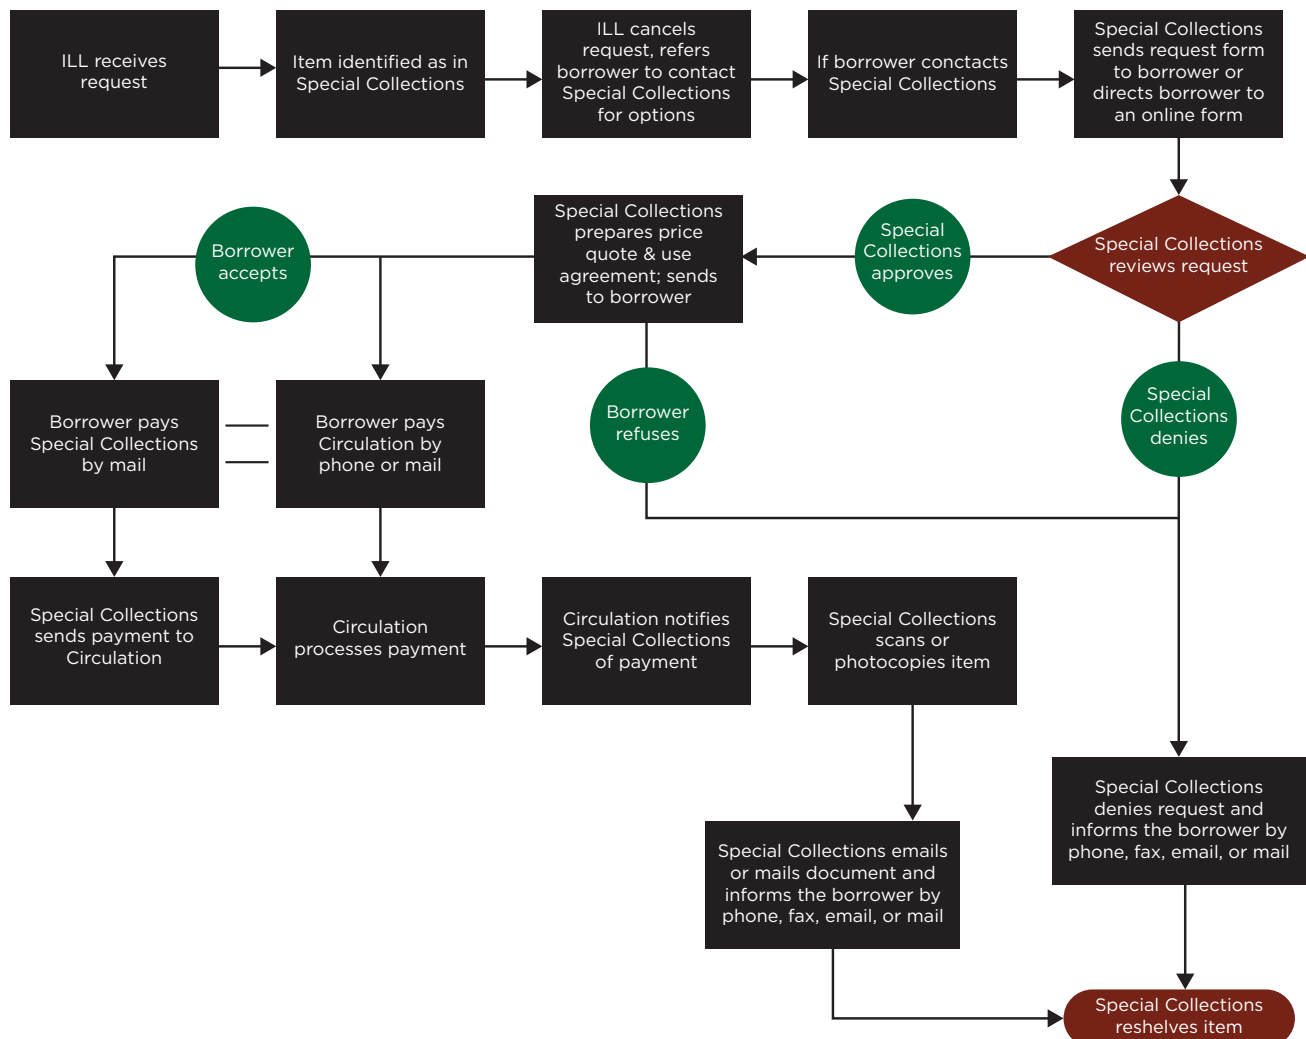 ILL receives
request
Item identified as in
Special Collections
ILL cancels
request, refers
borrower to contact
Special Collections
for options
If borrower conctacts
Special Collections
Special Collections
sends request form
to borrower or
directs borrower to
an online form
Special Collections
reviews request
Special
Collections
approves
Special Collections
prepares price
quote & use
agreement; sends
to borrower
Borrower
accepts
Borrower pays
Special Collections
by mail
Borrower pays
Circulation by
phone or mail
Borrower
refuses
Special
Collections
denies
Special Collections
sends payment to
Circulation
Circulation
processes payment
Circulation notifies
Special Collections
of payment
Special Collections
scans or
photocopies item
Special Collections emails
or mails document and
informs the borrower by
phone, fax, email, or mail
Special Collections
denies request and
informs the borrower by
phone, fax, email, or mail
Special Collections
reshelves item